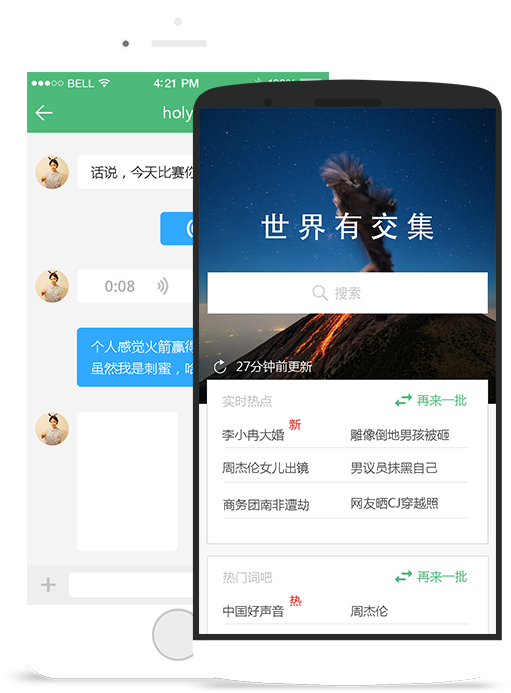 BELL
4:21 PM
100%
holy
话说，今天比赛你
0:08
个人感觉火箭赢得
虽然我是刺蜜，哈
世界有交集
搜索
27分钟前更新
实时热点
再来一批
李小冉大婚 新
雕像倒地男孩被砸
周杰伦女儿出镜
男议员抹黑自己
商务团南非遭劫
网友晒CJ穿越照
热门词吧
再来一批
中国好声音 热
周杰伦